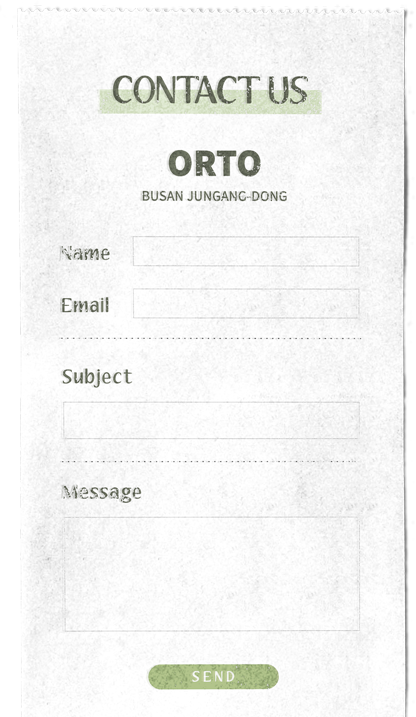 CONTACT US
ORTO
BUSAN JUNGANG-DONG
Name
Email
Subject
Message
SEND